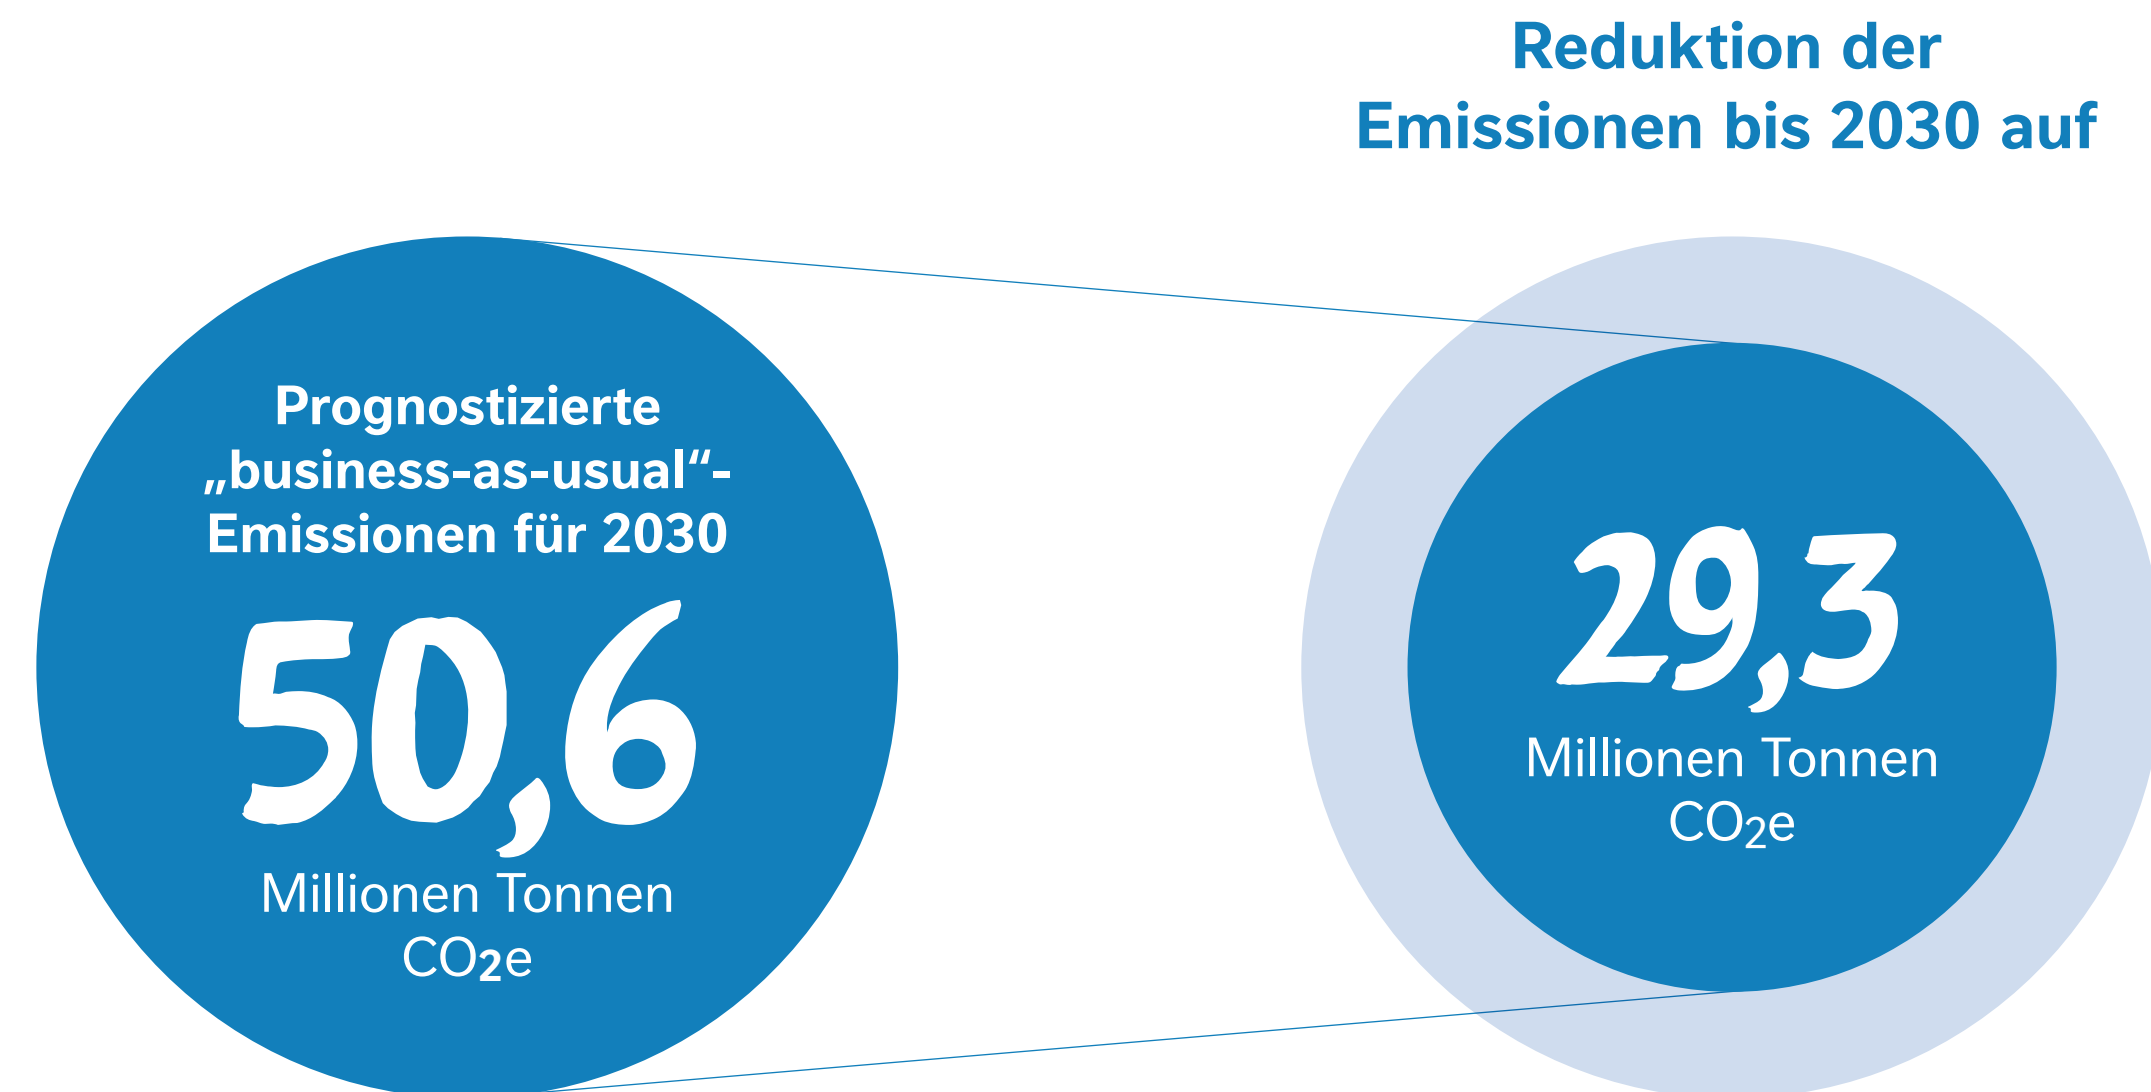 Reduktion der
Emissionen bis 2030 auf
Prognostizierte
„business-as-usual“-
Emissionen für 2030
50,6
Millionen Tonnen
CO2e
29,3
Millionen Tonnen
CO2e